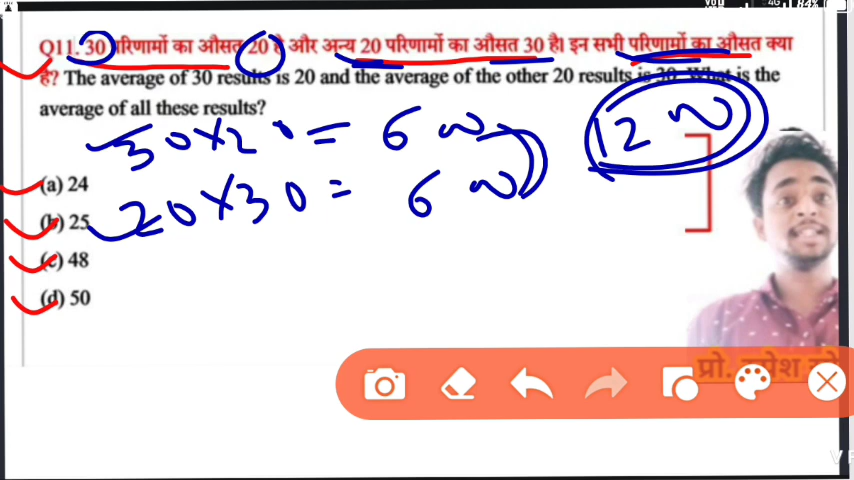 4G 84%
Q11. 30 परिणामों का औसत 20 है और अन्य 20 परिणामों का औसत 30 है। इन सभी परिणामों का औसत क्या
है? The average of 30 results is 20 and the average of the other 20 results is 30. What is the
average of all these results?
30×20 = 600
1200
20×30 = 600
(a) 24
(b) 25
(c) 48
(d) 50
प्रो.